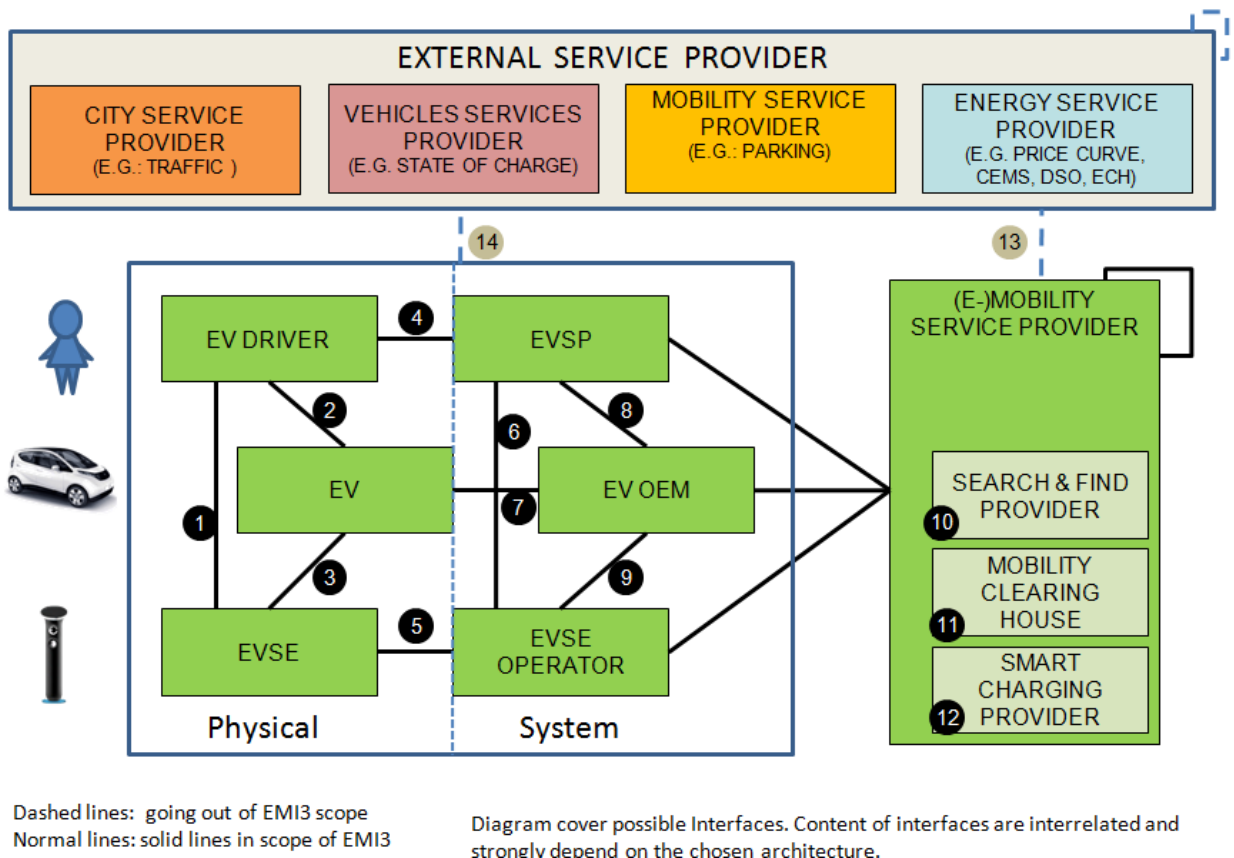 EXTERNAL SERVICE PROVIDER
CITY SERVICE
PROVIDER
(E.G.: TRAFFIC )
VEHICLES SERVICES
PROVIDER
(E.G. STATE OF CHARGE)
MOBILITY SERVICE
PROVIDER
(E.G.: PARKING)
ENERGY SERVICE
PROVIDER
(E.G. PRICE CURVE,
CEMS, DSO, ECH)
14
13
EV DRIVER
4
EVSP
(E-)MOBILITY
SERVICE PROVIDER
2
8
6
EV
7
EV OEM
1
3
9
SEARCH & FIND
PROVIDER
10
MOBILITY
CLEARING
HOUSE
11
EVSE
5
EVSE
OPERATOR
SMART
CHARGING
PROVIDER
12
Physical
System
Dashed lines: going out of EMI3 scope
Normal lines: solid lines in scope of EMI3
Diagram cover possible Interfaces. Content of interfaces are interrelated and
strongly depend on the chosen architecture.